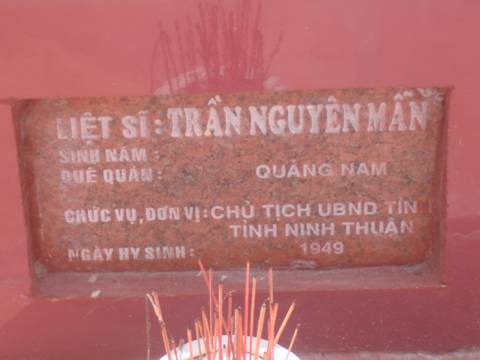 LIỆT SĨ : TRẦN NGUYÊN MẪN
SINH NĂM :
QUÊ QUÁN : QUẢNG NAM
CHỨC VỤ, ĐƠN VỊ : CHỦ TỊCH UBND TỈN
TỈNH NINH THUẬN
NGÀY HY SINH : 1949